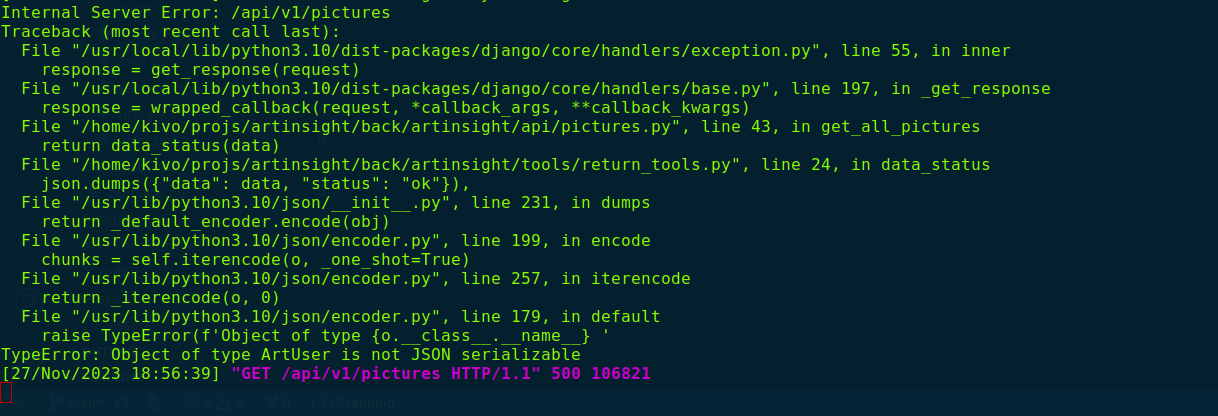 Internal Server Error: /api/v1/pictures
Traceback (most recent call last):
  File "/usr/local/lib/python3.10/dist-packages/django/core/handlers/exception.py", line 55, in inner
    response = get_response(request)
  File "/usr/local/lib/python3.10/dist-packages/django/core/handlers/base.py", line 197, in _get_response
    response = wrapped_callback(request, *callback_args, **callback_kwargs)
  File "/home/kivo/projs/artinsight/back/artinsight/api/pictures.py", line 43, in get_all_pictures
    return data_status(data)
  File "/home/kivo/projs/artinsight/back/artinsight/tools/return_tools.py", line 24, in data_status
    json.dumps({"data": data, "status": "ok"}),
  File "/usr/lib/python3.10/json/__init__.py", line 231, in dumps
    return _default_encoder.encode(obj)
  File "/usr/lib/python3.10/json/encoder.py", line 199, in encode
    chunks = self.iterencode(o, _one_shot=True)
  File "/usr/lib/python3.10/json/encoder.py", line 257, in iterencode
    return _iterencode(o, 0)
  File "/usr/lib/python3.10/json/encoder.py", line 179, in default
    raise TypeError(f'Object of type {o.__class__.__name__} '
TypeError: Object of type ArtUser is not JSON serializable
[27/Nov/2023 18:56:39] "GET /api/v1/pictures HTTP/1.1" 500 106821
main* 0 6 0 Scanning..